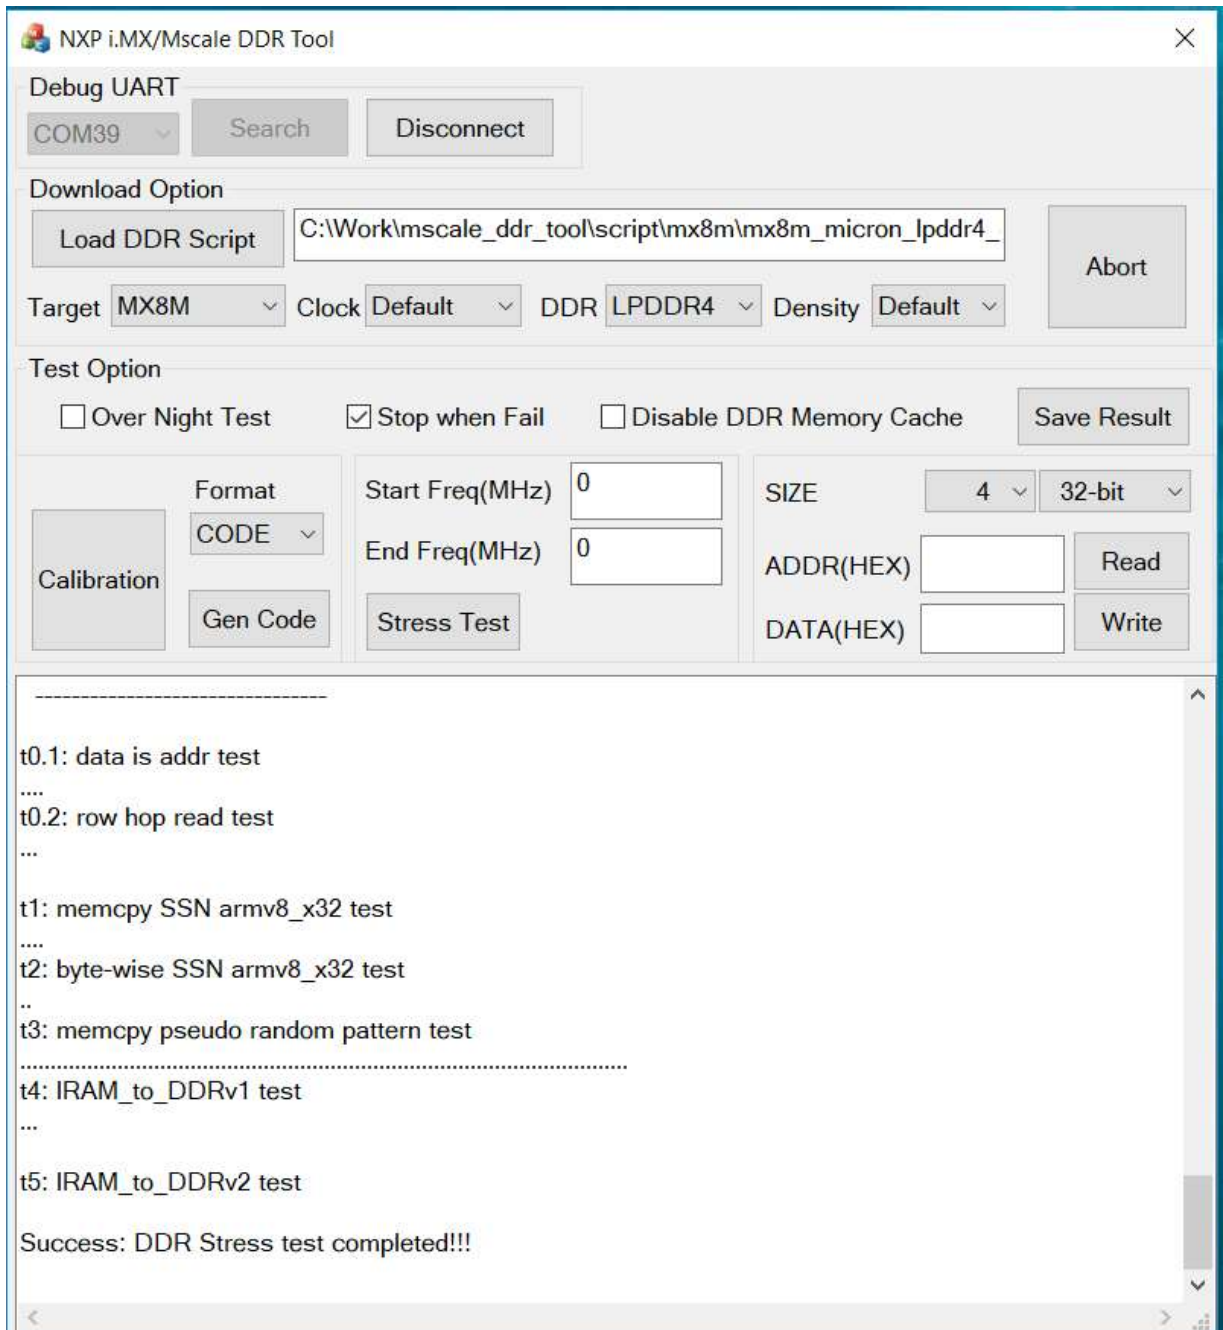 NXP i.MX/Mscale DDR Tool
Debug UART
COM39 Search Disconnect
Download Option
Load DDR Script C:\Work\mscale_ddr_tool\script\mx8m\mx8m_micron_lpddr4_
Abort
Target MX8M Clock Default DDR LPDDR4 Density Default
Test Option
Over Night Test Stop when Fail Disable DDR Memory Cache Save Result
Format
CODE
Calibration
Gen Code
Start Freq(MHz) 0
End Freq(MHz) 0
Stress Test
SIZE 4 32-bit
ADDR(HEX) Read
DATA(HEX) Write
--------------------------------
t0.1: data is addr test
....
t0.2: row hop read test
...
t1: memcpy SSN armv8_x32 test
....
t2: byte-wise SSN armv8_x32 test
..
t3: memcpy pseudo random pattern test
......................................................................................................
t4: IRAM_to_DDRv1 test
...
t5: IRAM_to_DDRv2 test
Success: DDR Stress test completed!!!